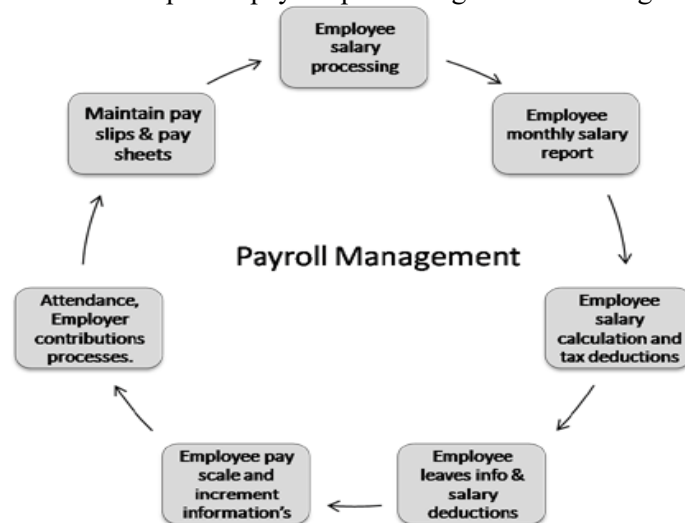 Employee
salary
processing
Employee
monthly salary
report
Employee
salary
calculation and
tax deductions
Employee
leaves info &
salary
deductions
Employee pay
scale and
increment
information's
Attendance,
Employer
contributions
processes.
Maintain pay
slips & pay
sheets
Payroll Management